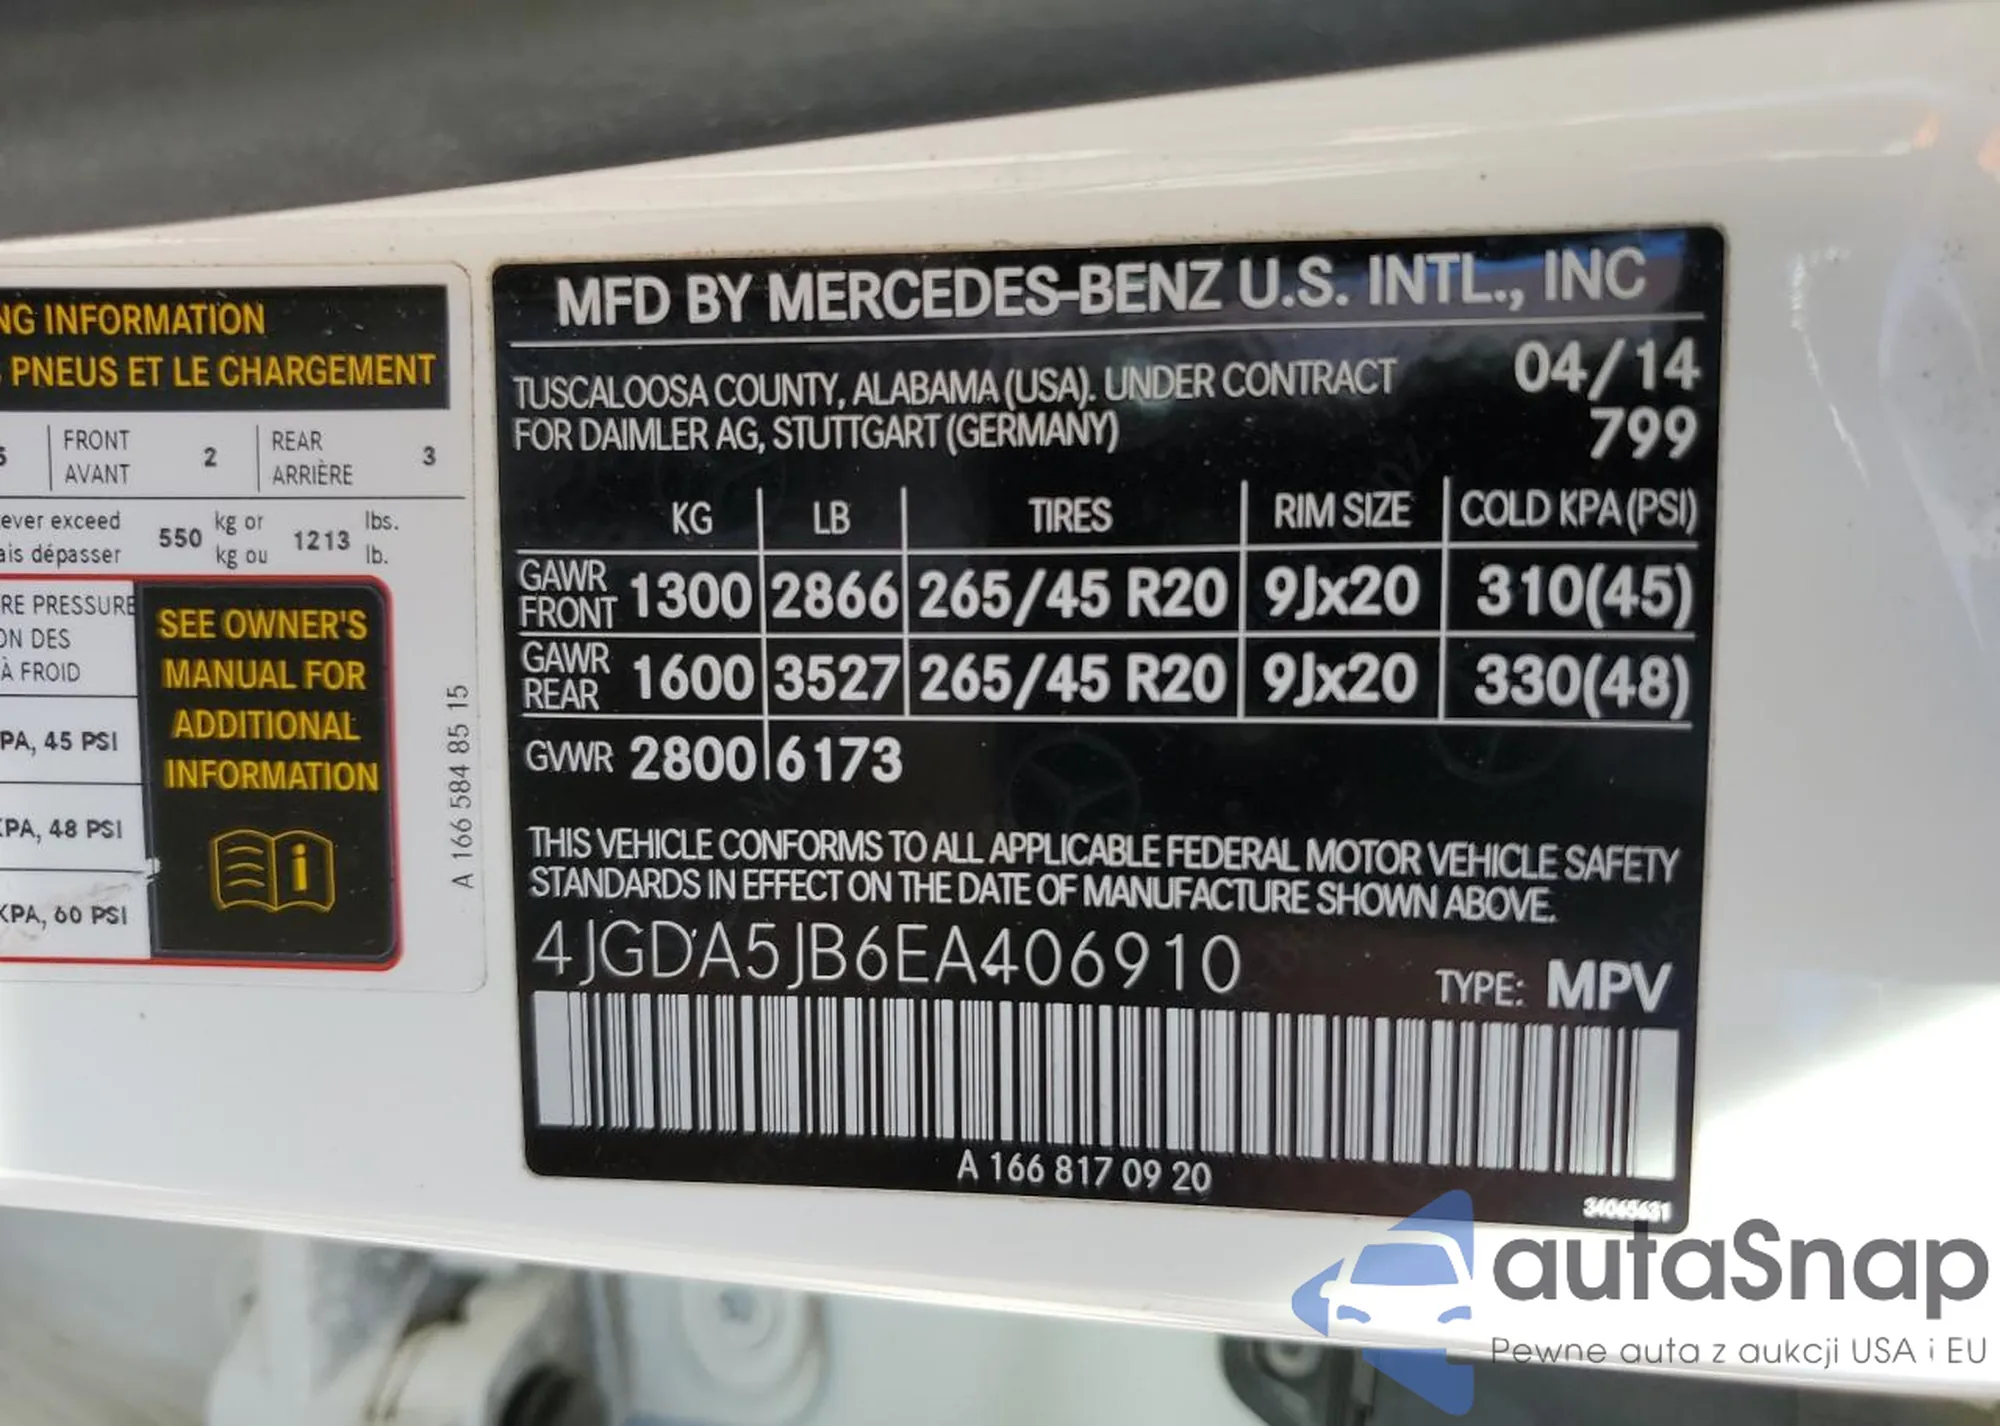 NG INFORMATION
PNEUS ET LE CHARGEMENT
FRONT
AVANT
2
REAR
ARRIÈRE
3
ever exceed
ais dépasser
550
kg or
kg ou
1213
lbs.
lb.
RE PRESSURE
ON DES
À FROID
PA, 45 PSI
KPA, 48 PSI
KPA, 60 PSI
SEE OWNER'S
MANUAL FOR
ADDITIONAL
INFORMATION
A 166 584 85 15
MFD BY MERCEDES-BENZ U.S. INTL., INC
TUSCALOOSA COUNTY, ALABAMA (USA). UNDER CONTRACT
FOR DAIMLER AG, STUTTGART (GERMANY)
04/14
799
KG LB TIRES RIM SIZE COLD KPA (PSI)
GAWR FRONT 1300 2866 265/45 R20 9Jx20 310(45)
GAWR REAR 1600 3527 265/45 R20 9Jx20 330(48)
GVWR 2800 6173
THIS VEHICLE CONFORMS TO ALL APPLICABLE FEDERAL MOTOR VEHICLE SAFETY
STANDARDS IN EFFECT ON THE DATE OF MANUFACTURE SHOWN ABOVE.
4JGDA5JB6EA406910
TYPE: MPV
A 166 817 09 20
34065631
autaSnap
Pewne auta z aukcji USA i EU